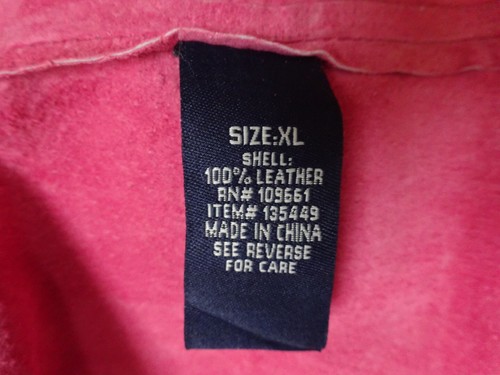 SIZE:XL
SHELL:
100% LEATHER
RN# 109661
ITEM# 135449
MADE IN CHINA
SEE REVERSE
FOR CARE